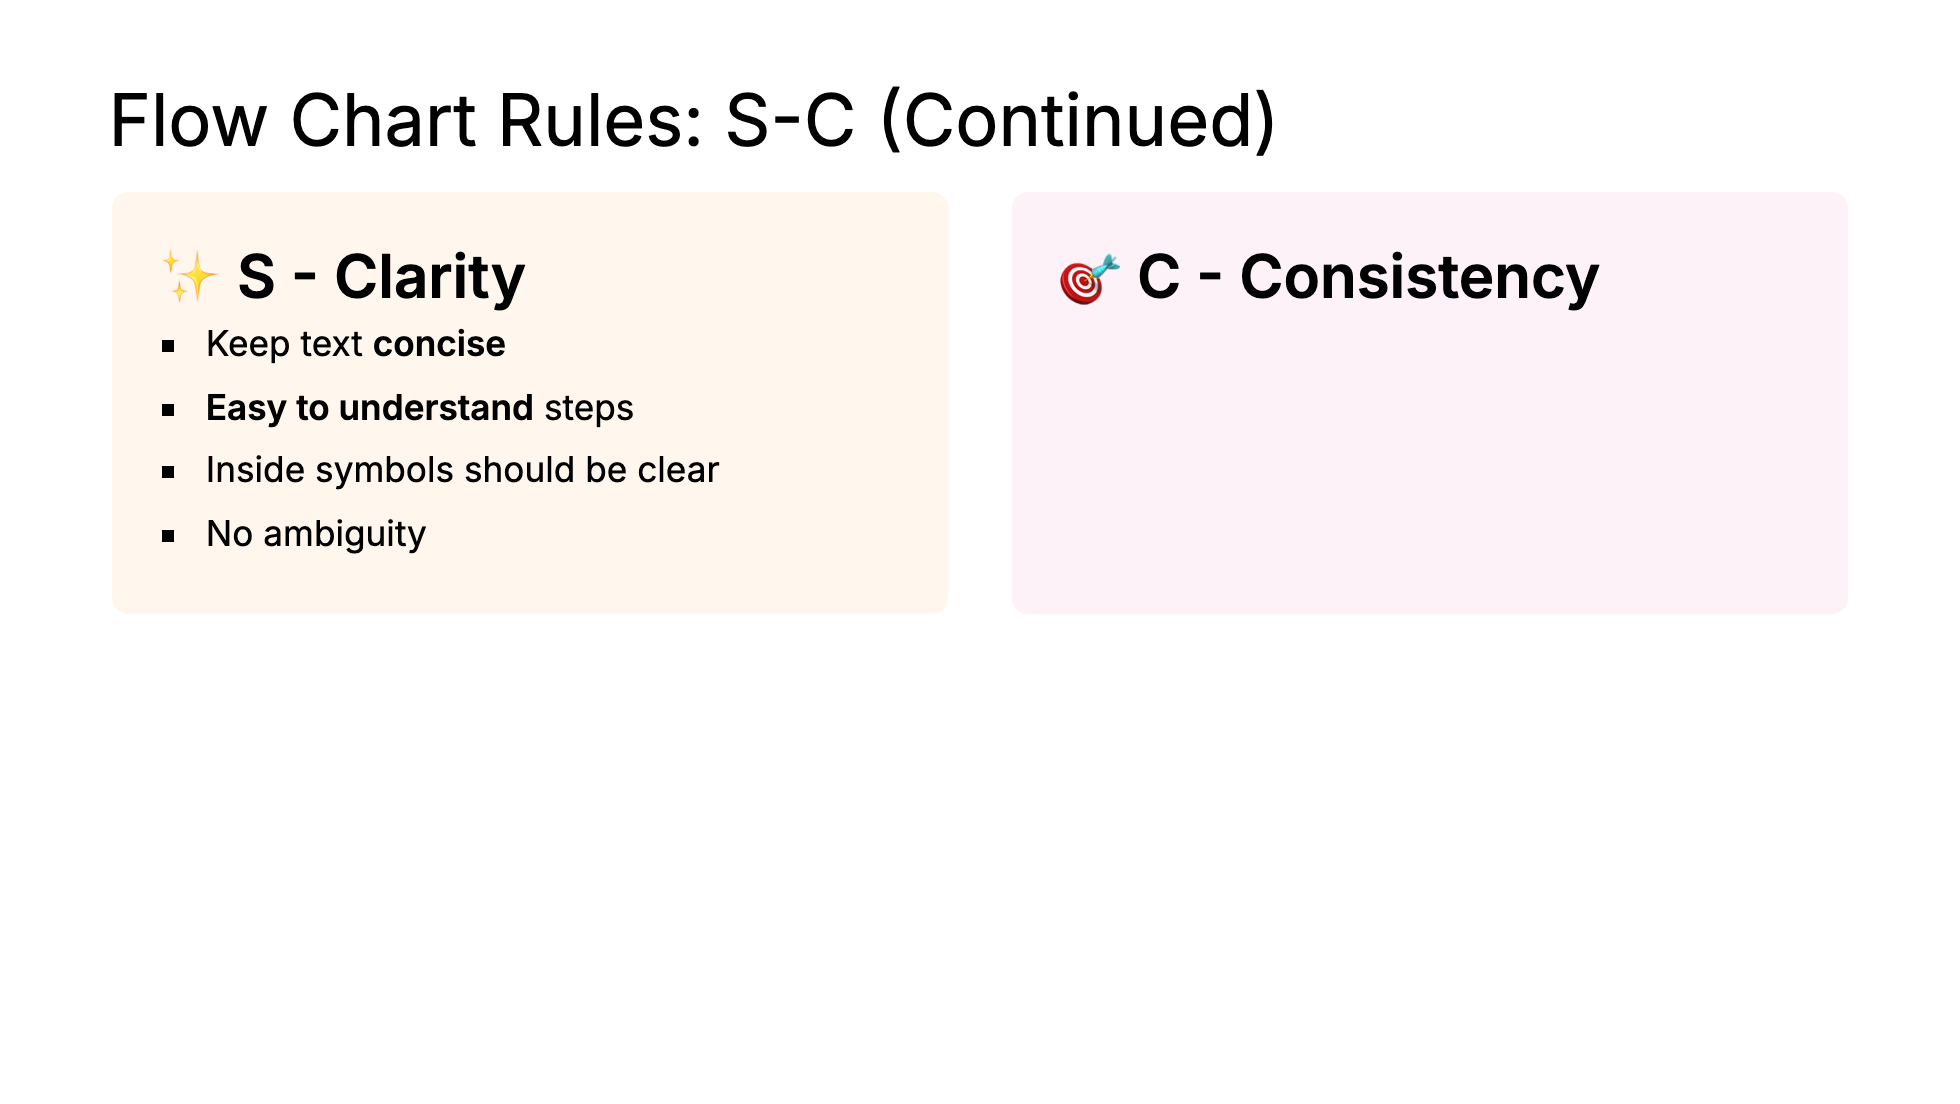 Flow Chart Rules: S-C (Continued)
✨ S - Clarity
▪ Keep text concise
▪ Easy to understand steps
▪ Inside symbols should be clear
▪ No ambiguity
🎯 C - Consistency